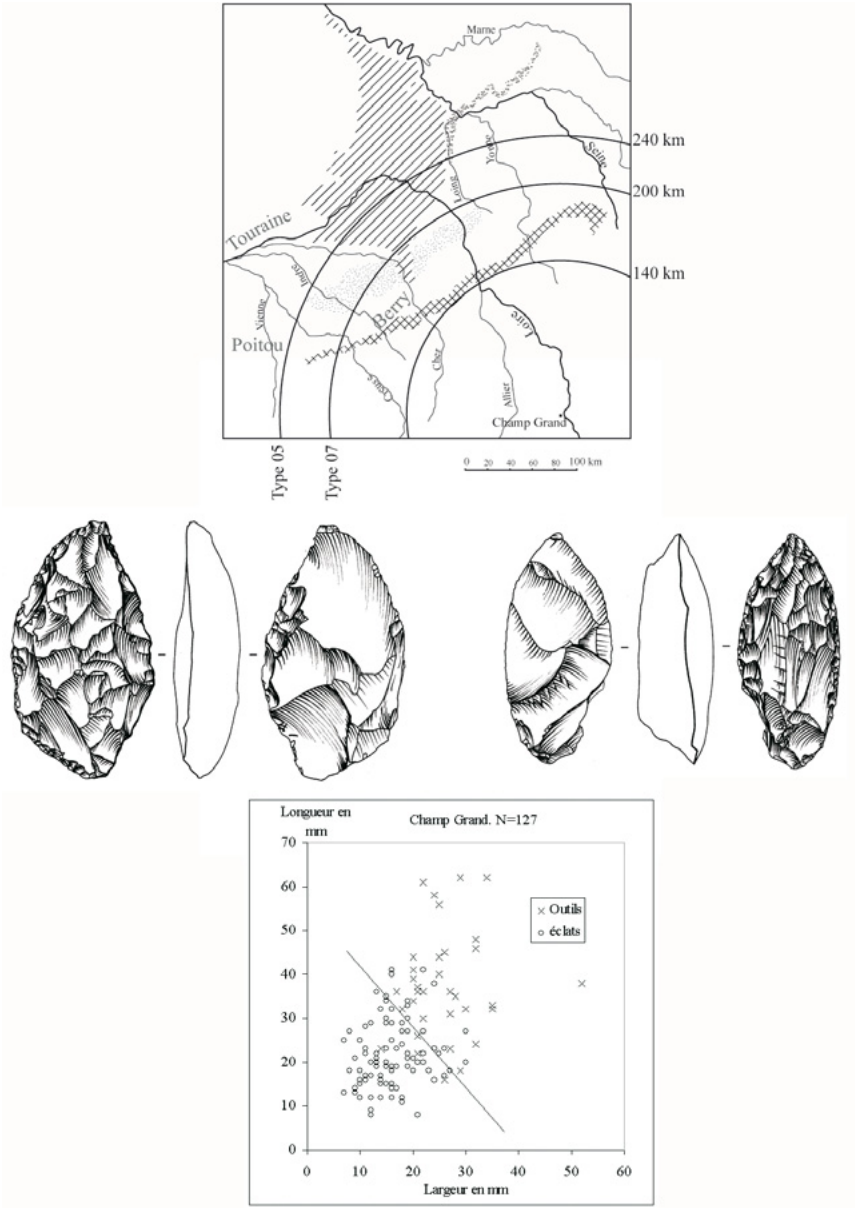 Marne
240 km
Yonne
Seine
Loing
200 km
Touraine
140 km
Indre
Berry
Vienne
Loire
Poitou
Cher
Creuse
Allier
Champ Grand
Type 05
Type 07
0 20 40 60 80 100 km
Longueur en
mm
Champ Grand. N=127
70
60
Outils
éclats
50
40
30
20
10
0
0 10 20 30 40 50 60
Largeur en mm